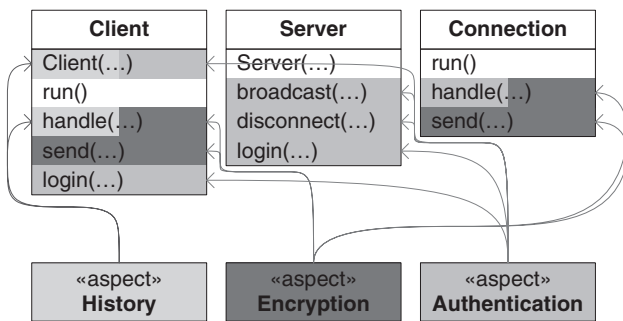 Client
Client(…)
run()
handle(…)
send(…)
login(…)
Server
Server(…)
broadcast(…)
disconnect(…)
login(…)
Connection
run()
handle(…)
send(…)
«aspect»
History
«aspect»
Encryption
«aspect»
Authentication